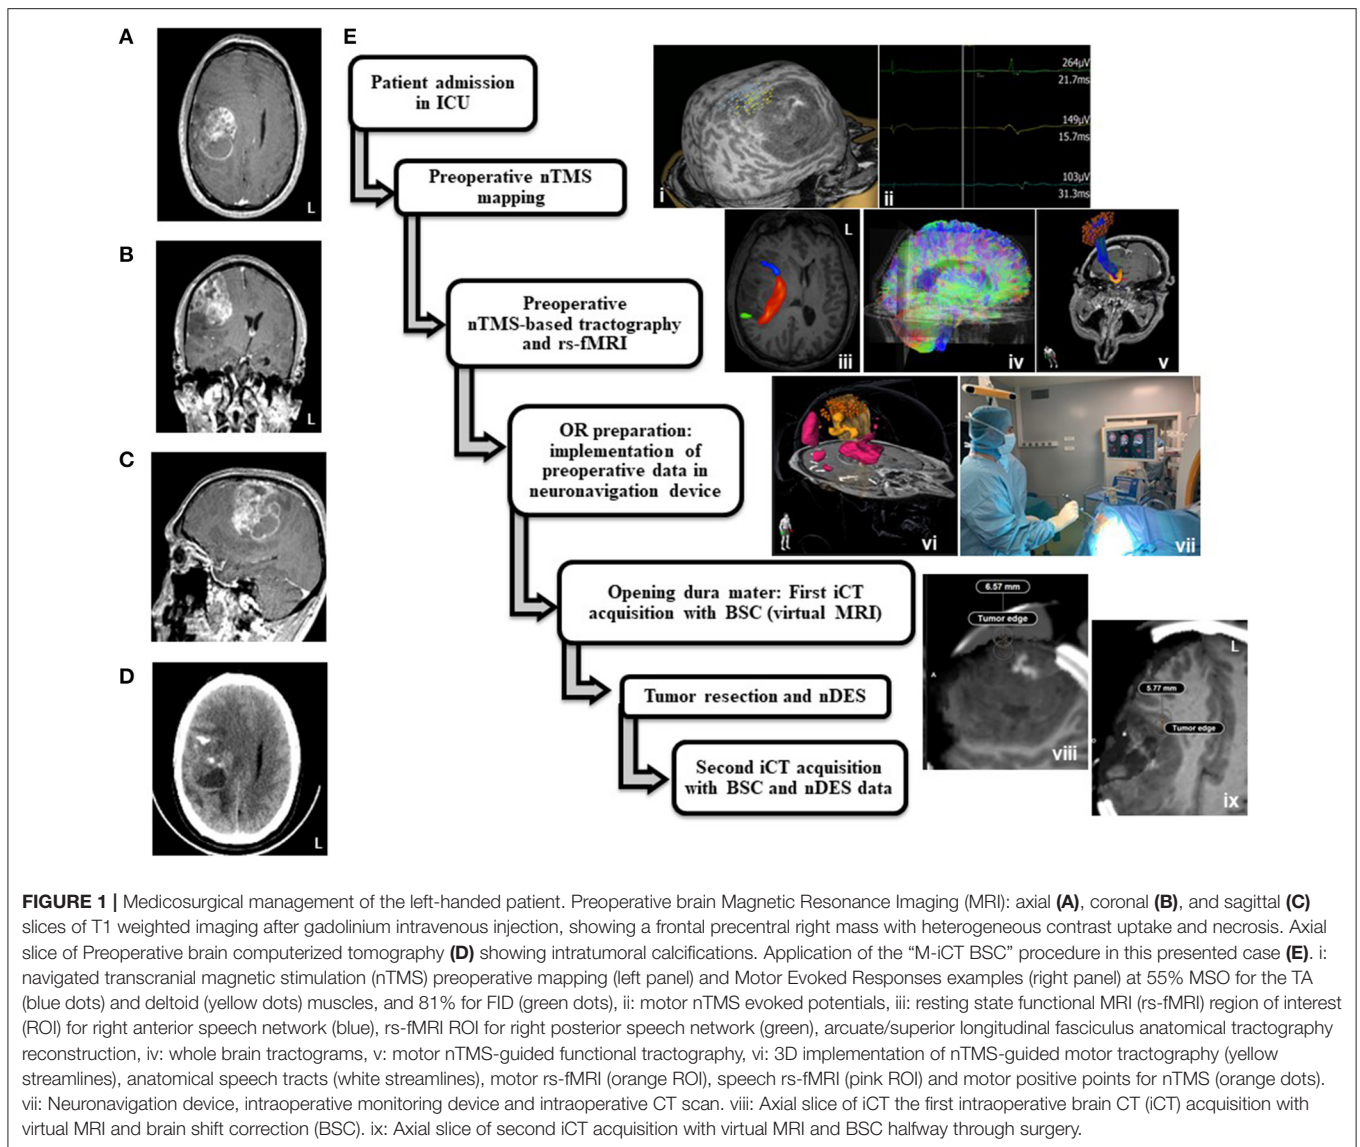 A
L
B
L
C
D
L
E
Patient admission
in ICU
Preoperative nTMS
mapping
Preoperative
nTMS-based tractography
and rs-fMRI
OR preparation:
implementation of
preoperative data in
neuronavigation device
Opening dura mater: First iCT
acquisition with BSC (virtual MRI)
Tumor resection and nDES
Second iCT acquisition
with BSC and nDES data
i
264µV
21.7ms
149µV
15.7ms
103µV
31.3ms
ii
L
iii
iv
v
vi
vii
6.57 mm
Tumor edge
A
viii
L
5.77 mm
Tumor edge
ix
FIGURE 1 | Medicosurgical management of the left-handed patient. Preoperative brain Magnetic Resonance Imaging (MRI): axial (A), coronal (B), and sagittal (C)
slices of T1 weighted imaging after gadolinium intravenous injection, showing a frontal precentral right mass with heterogeneous contrast uptake and necrosis. Axial
slice of Preoperative brain computerized tomography (D) showing intratumoral calcifications. Application of the “M-iCT BSC” procedure in this presented case (E). i:
navigated transcranial magnetic stimulation (nTMS) preoperative mapping (left panel) and Motor Evoked Responses examples (right panel) at 55% MSO for the TA
(blue dots) and deltoid (yellow dots) muscles, and 81% for FID (green dots), ii: motor nTMS evoked potentials, iii: resting state functional MRI (rs-fMRI) region of interest
(ROI) for right anterior speech network (blue), rs-fMRI ROI for right posterior speech network (green), arcuate/superior longitudinal fasciculus anatomical tractography
reconstruction, iv: whole brain tractograms, v: motor nTMS-guided functional tractography, vi: 3D implementation of nTMS-guided motor tractography (yellow
streamlines), anatomical speech tracts (white streamlines), motor rs-fMRI (orange ROI), speech rs-fMRI (pink ROI) and motor positive points for nTMS (orange dots).
vii: Neuronavigation device, intraoperative monitoring device and intraoperative CT scan. viii: Axial slice of iCT the first intraoperative brain CT (iCT) acquisition with
virtual MRI and brain shift correction (BSC). ix: Axial slice of second iCT acquisition with virtual MRI and BSC halfway through surgery.